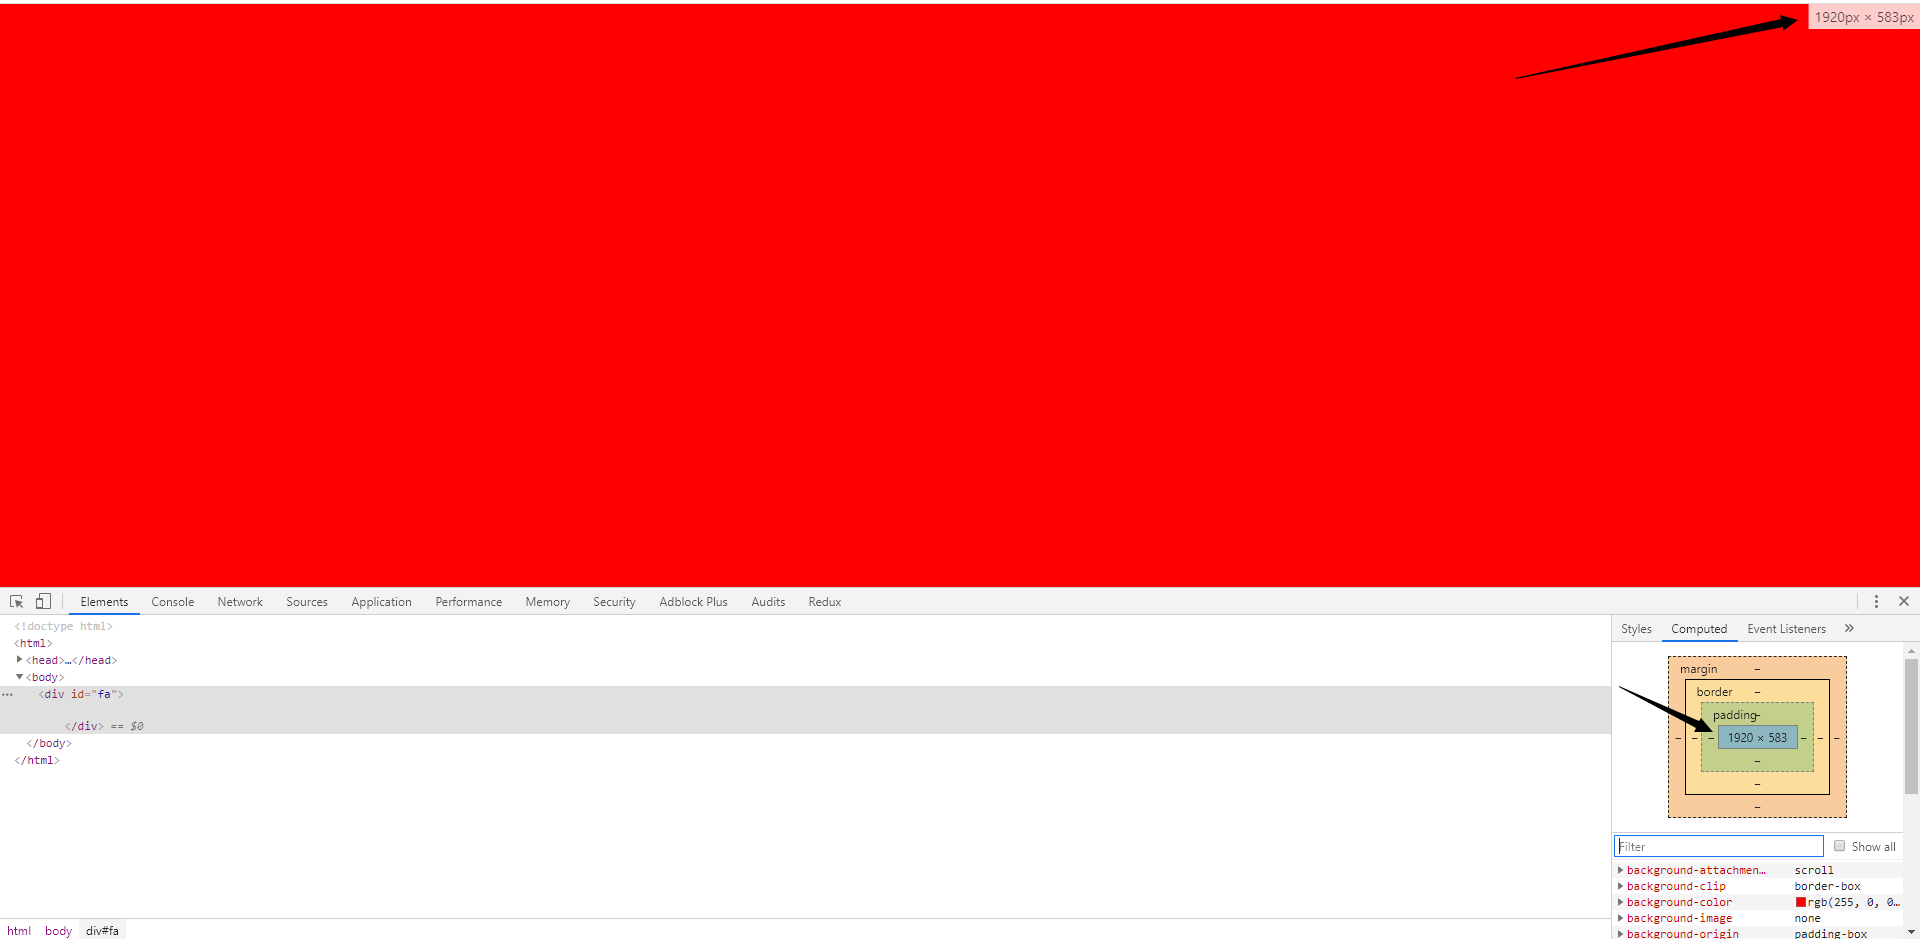 1920px × 583px
Elements Console Network Sources Application Performance Memory Security Adblock Plus Audits Redux
<!doctype html>
<html>
<head>…</head>
<body>
<div id="fa">
</div> == $0
</body>
</html>
html body div#fa
Styles Computed Event Listeners »
margin –
border –
padding–
– – – 1920 × 583 – – –
–
–
–
Filter Show all
background-attachmen… scroll
background-clip border-box
background-color rgb(255, 0, 0…
background-image none
background-origin padding-box